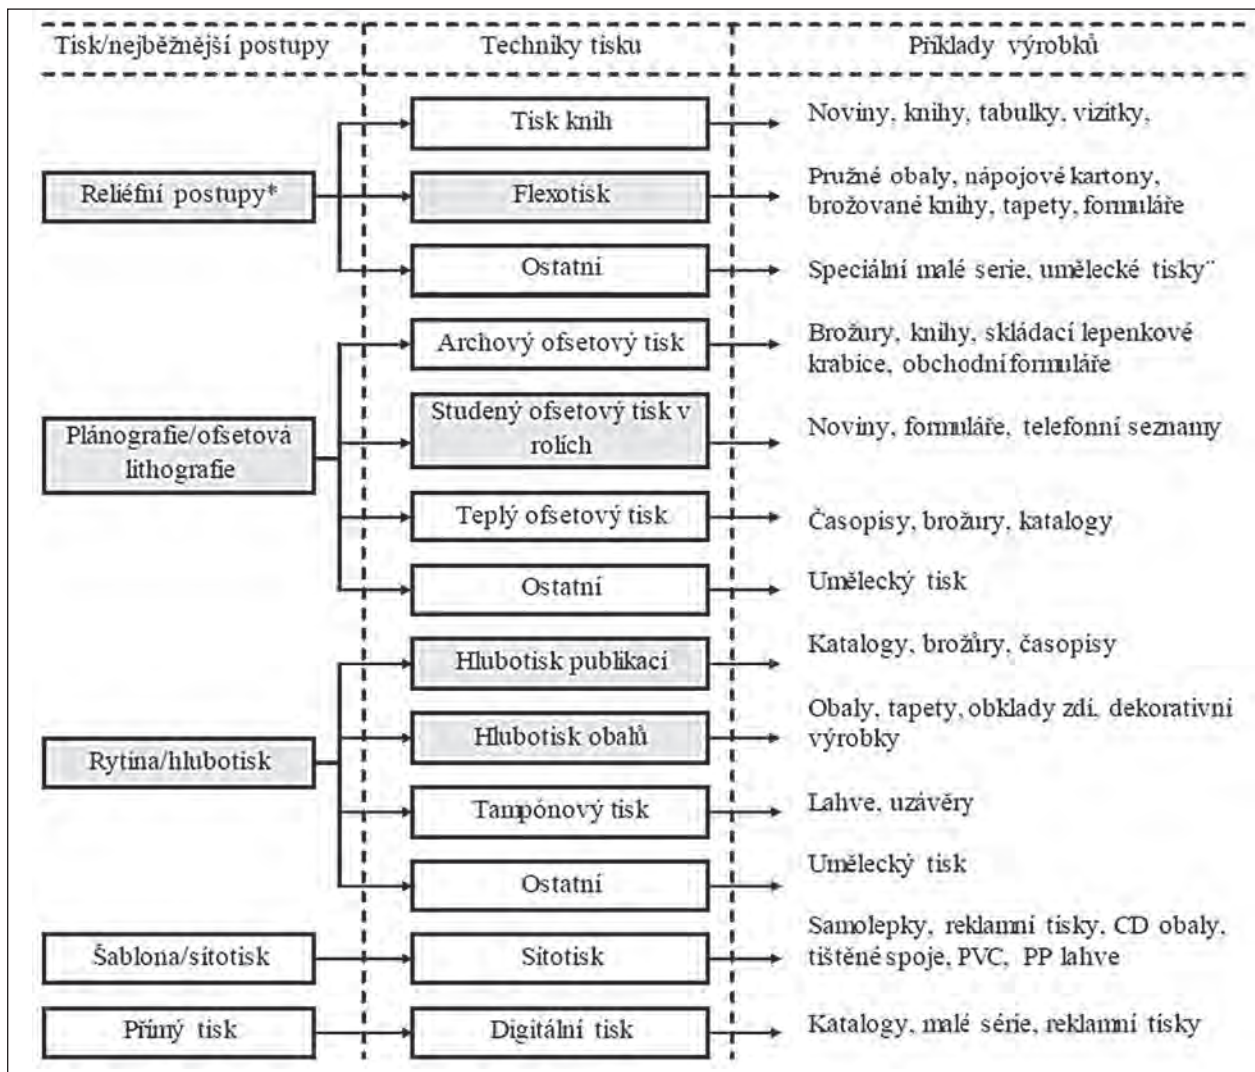 Tisk/nejběžnější postupy
Techniky tisku
Příklady výrobků
Tisk knih
Noviny, knihy, tabulky, vizitky,
Reliéfní postupy*
Flexotisk
Pružné obaly, nápojové kartony,
brožované knihy, tapety, formuláře
Ostatní
Speciální malé serie, umělecké tisky¨
Archový ofsetový tisk
Brožury, knihy, skládací lepenkové
krabice, obchodní formuláře
Plánografie/ofsetová
lithografie
Studený ofsetový tisk v
rolích
Noviny, formuláře, telefonní seznamy
Teplý ofsetový tisk
Časopisy, brožury, katalogy
Ostatní
Umělecký tisk
Hlubotisk publikací
Katalogy, brožůry, časopisy
Rytina/hlubotisk
Hlubotisk obalů
Obaly, tapety, obklady zdí, dekorativní
výrobky
Tampónový tisk
Lahve, uzávěry
Ostatní
Umělecký tisk
Šablona/sítotisk
Sítotisk
Samolepky, reklamní tisky, CD obaly,
tištěné spoje, PVC, PP lahve
Přímý tisk
Digitální tisk
Katalogy, malé série, reklamní tisky